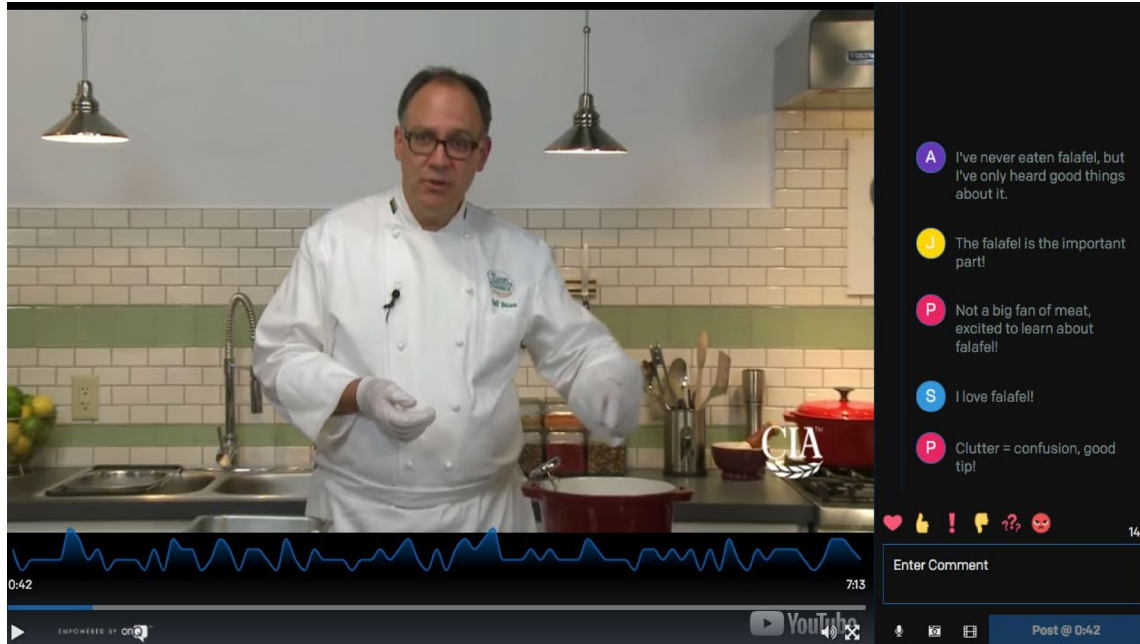 A
I've never eaten falafel, but
I've only heard good things
about it.
J
The falafel is the important
part!
P
Not a big fan of meat,
excited to learn about
falafel!
S
I love falafel!
P
Clutter = confusion, good
tip!
CIA™
14
Enter Comment
0:42
7:13
EMPOWERED BY onQ
YouTube
Post @ 0:42